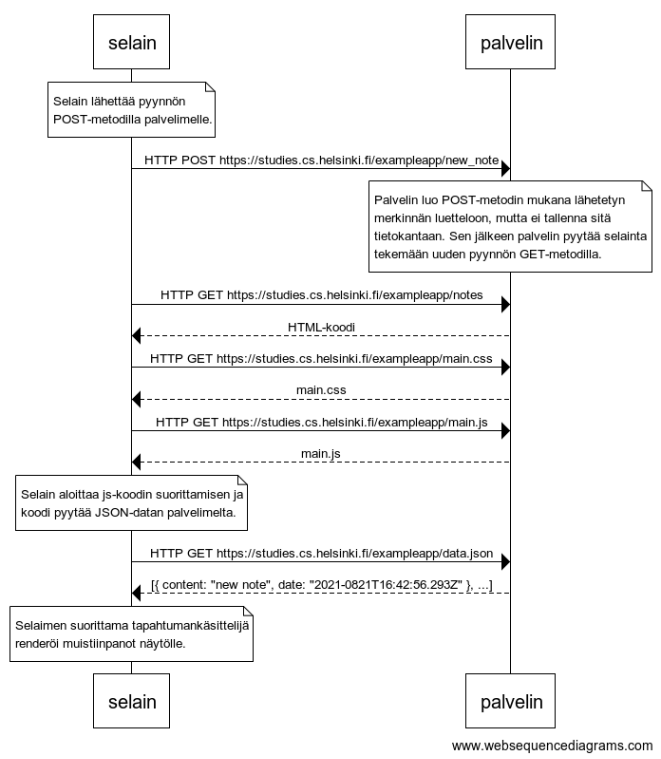 selain
palvelin
Selain lähettää pyynnön
POST-metodilla palvelimelle.
HTTP POST https://studies.cs.helsinki.fi/exampleapp/new_note
Palvelin luo POST-metodin mukana lähetetyn
merkinnän luetteloon, mutta ei tallenna sitä
tietokantaan. Sen jälkeen palvelin pyytää selainta
tekemään uuden pyynnön GET-metodilla.
HTTP GET https://studies.cs.helsinki.fi/exampleapp/notes
HTML-koodi
HTTP GET https://studies.cs.helsinki.fi/exampleapp/main.css
main.css
HTTP GET https://studies.cs.helsinki.fi/exampleapp/main.js
main.js
Selain aloittaa js-koodin suorittamisen ja
koodi pyytää JSON-datan palvelimelta.
HTTP GET https://studies.cs.helsinki.fi/exampleapp/data.json
[{ content: "new note", date: "2021-0821T16:42:56.293Z" }, ...]
Selaimen suorittama tapahtumankäsittelijä
renderöi muistiinpanot näytölle.
selain
palvelin
www.websequencediagrams.com